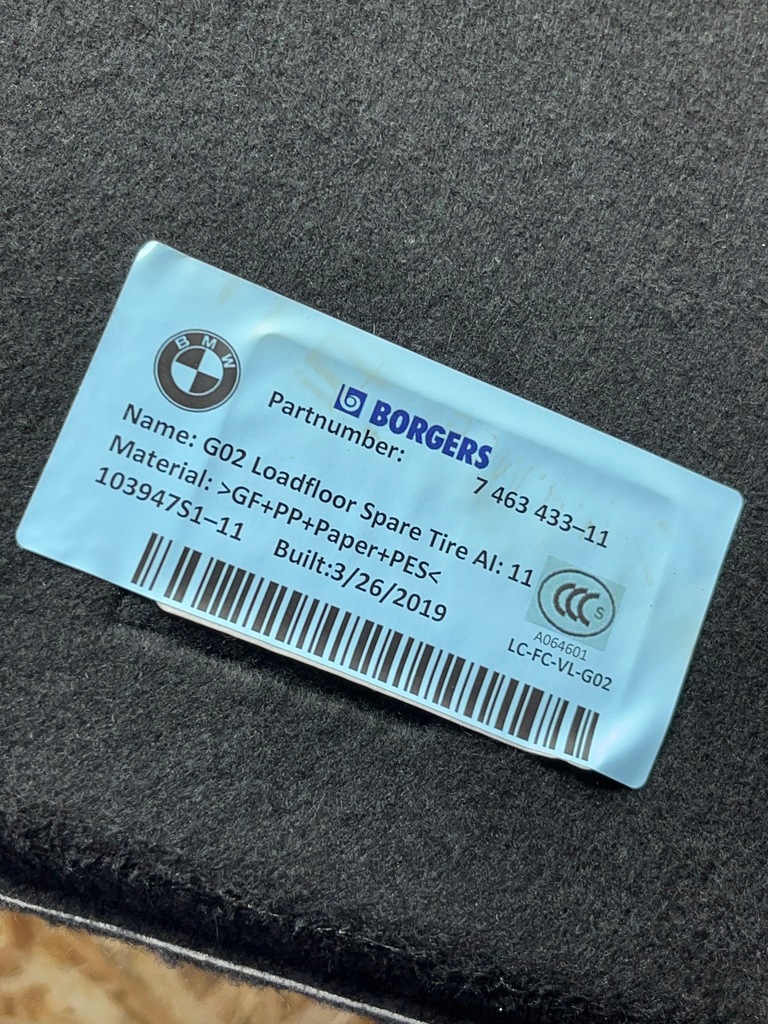 BMW
BORGERS
Partnumber: 7 463 433-11
Name: G02 Loadfloor Spare Tire AI: 11
Material: >GF+PP+Paper+PES<
103947S1-11 Built:3/26/2019
CCC S
A064601
LC-FC-VL-G02